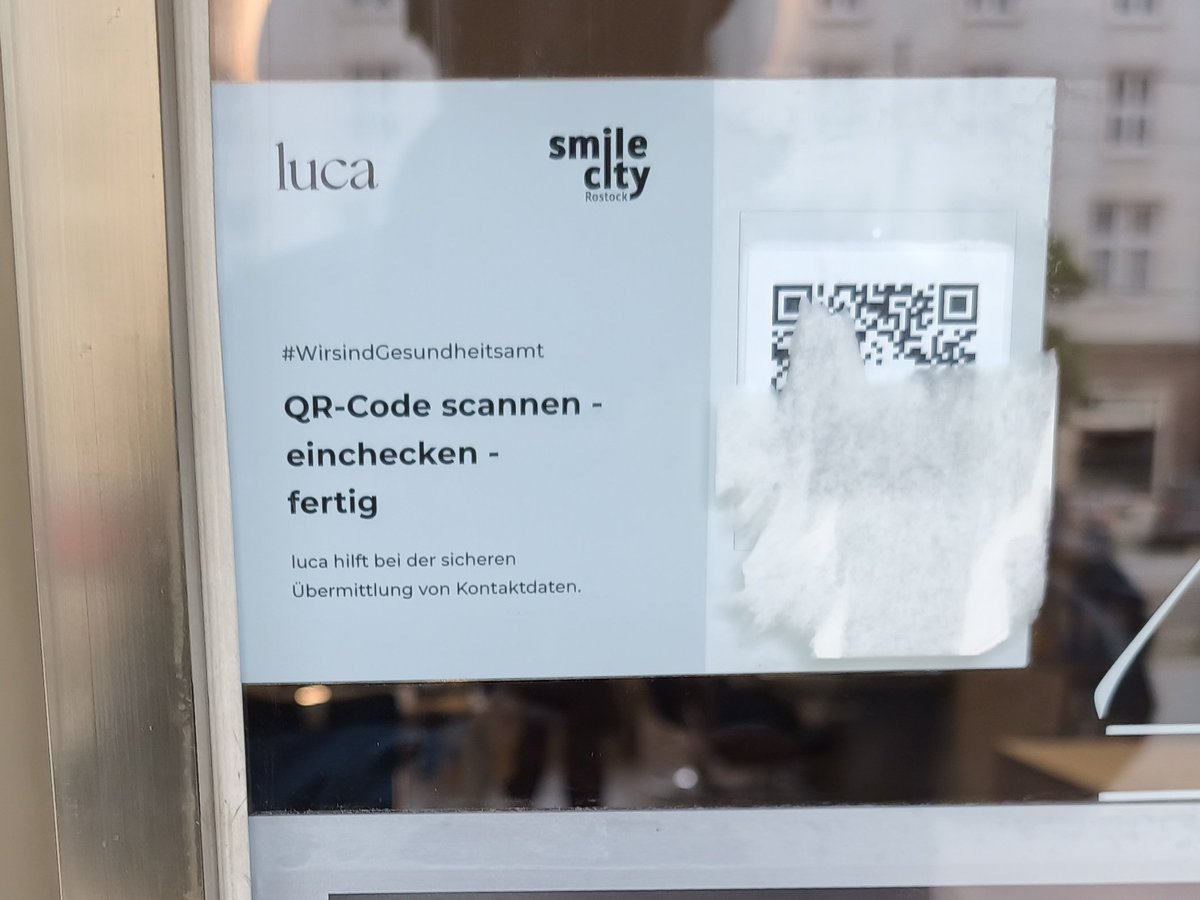 luca
smile
city
Rostock
#WirsindGesundheitsamt
QR-Code scannen -
einchecken -
fertig
luca hilft bei der sicheren
Übermittlung von Kontaktdaten.